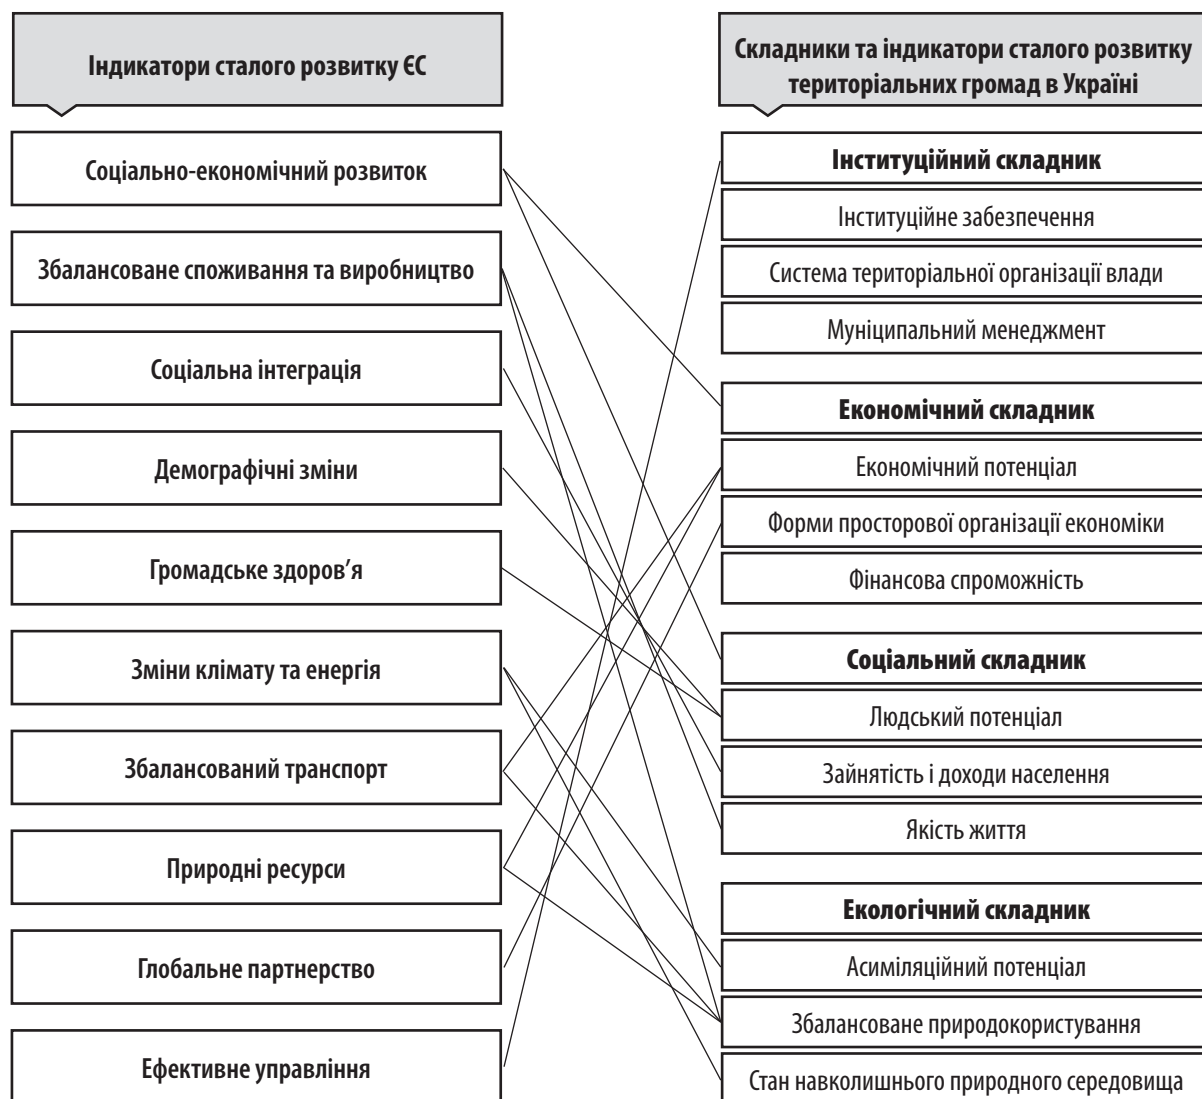 Індикатори сталого розвитку ЄС
Соціально-економічний розвиток
Збалансоване споживання та виробництво
Соціальна інтеграція
Демографічні зміни
Громадське здоров’я
Зміни клімату та енергія
Збалансований транспорт
Природні ресурси
Глобальне партнерство
Ефективне управління
Складники та індикатори сталого розвитку
територіальних громад в Україні
Інституційний складник
Інституційне забезпечення
Система територіальної організації влади
Муніципальний менеджмент
Економічний складник
Економічний потенціал
Форми просторової організації економіки
Фінансова спроможність
Соціальний складник
Людський потенціал
Зайнятість і доходи населення
Якість життя
Екологічний складник
Асиміляційний потенціал
Збалансоване природокористування
Стан навколишнього природного середовища